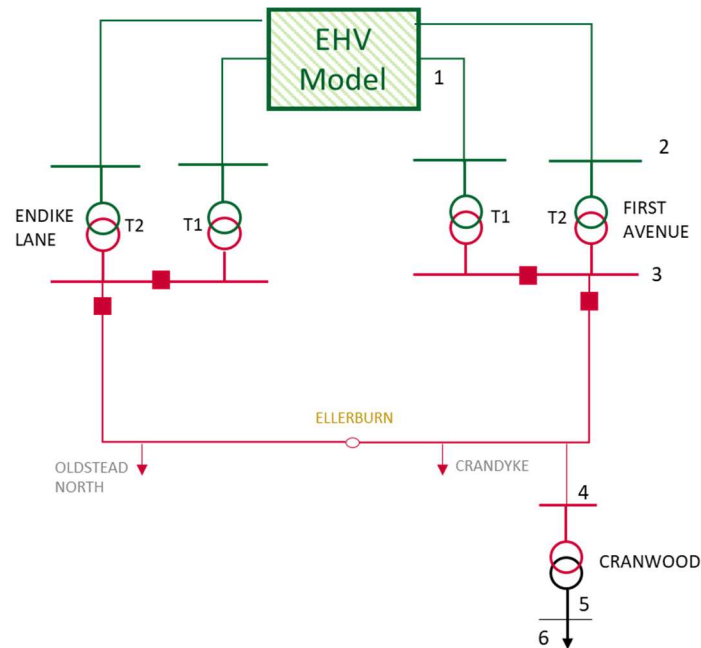 EHV
Model
1
2
ENDIKE
LANE
T2
T1
T1
T2
FIRST
AVENUE
3
ELLERBURN
OLDSTEAD
NORTH
CRANDYKE
4
CRANWOOD
5
6